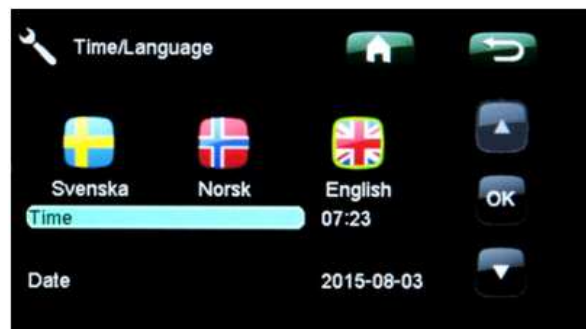 Time/Language
Svenska Norsk English
OK
Time 07:23
Date 2015-08-03